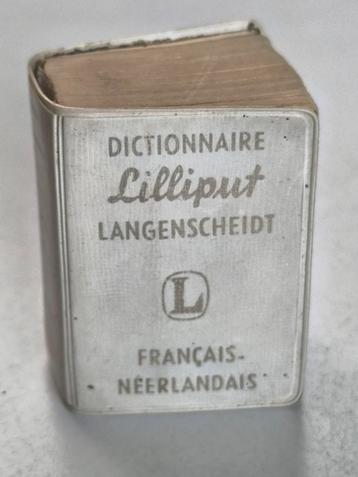 DICTIONNAIRE
Lilliput
LANGENSCHEIDT
L
FRANÇAIS-
NÉERLANDAIS